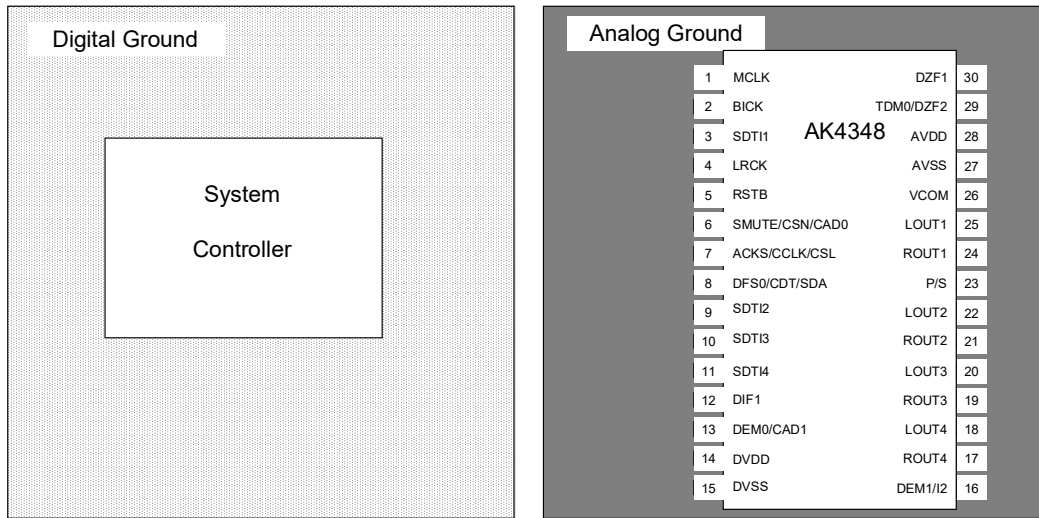 Digital Ground
System
Controller
Analog Ground
AK4348
1 MCLK DZF1 30
2 BICK TDM0/DZF2 29
3 SDTI1 AVDD 28
4 LRCK AVSS 27
5 RSTB VCOM 26
6 SMUTE/CSN/CAD0 LOUT1 25
7 ACKS/CCLK/CSL ROUT1 24
8 DFS0/CDT/SDA P/S 23
9 SDTI2 LOUT2 22
10 SDTI3 ROUT2 21
11 SDTI4 LOUT3 20
12 DIF1 ROUT3 19
13 DEM0/CAD1 LOUT4 18
14 DVDD ROUT4 17
15 DVSS DEM1/I2 16